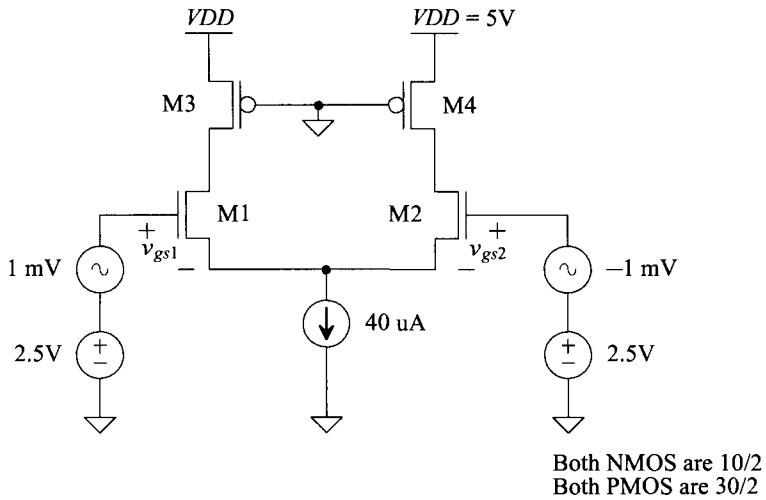 VDD
VDD = 5V
M3
M4
M1
M2
+
vgs1
−
+
vgs2
−
1 mV
−1 mV
40 uA
2.5V
+
−
+
−
2.5V
Both NMOS are 10/2
Both PMOS are 30/2